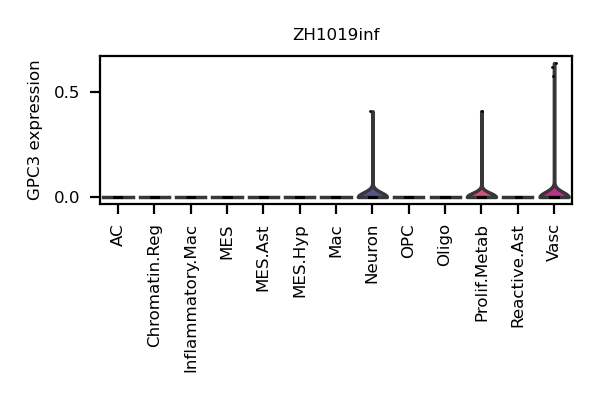 ZH1019inf
GPC3 expression
0.5
0.0
AC
Chromatin.Reg
Inflammatory.Mac
MES
MES.Ast
MES.Hyp
Mac
Neuron
OPC
Oligo
Prolif.Metab
Reactive.Ast
Vasc